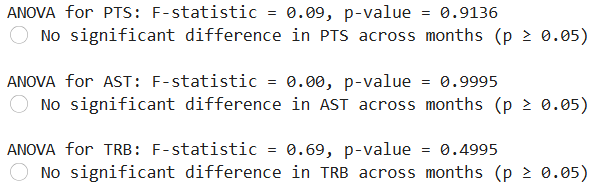 ANOVA for PTS: F-statistic = 0.09, p-value = 0.9136
No significant difference in PTS across months (p ≥ 0.05)
ANOVA for AST: F-statistic = 0.00, p-value = 0.9995
No significant difference in AST across months (p ≥ 0.05)
ANOVA for TRB: F-statistic = 0.69, p-value = 0.4995
No significant difference in TRB across months (p ≥ 0.05)